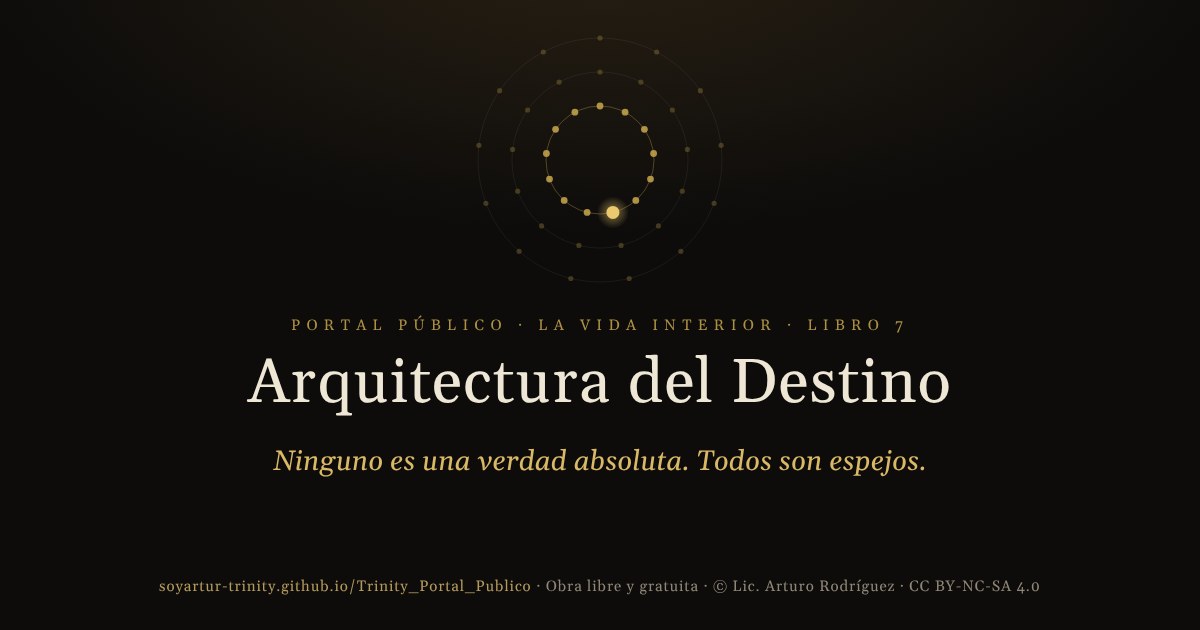 PORTAL PÚBLICO · LA VIDA INTERIOR · LIBRO 7
Arquitectura del Destino
Ninguno es una verdad absoluta. Todos son espejos.
soyartur-trinity.github.io/Trinity_Portal_Publico · Obra libre y gratuita · © Lic. Arturo Rodríguez · CC BY-NC-SA 4.0